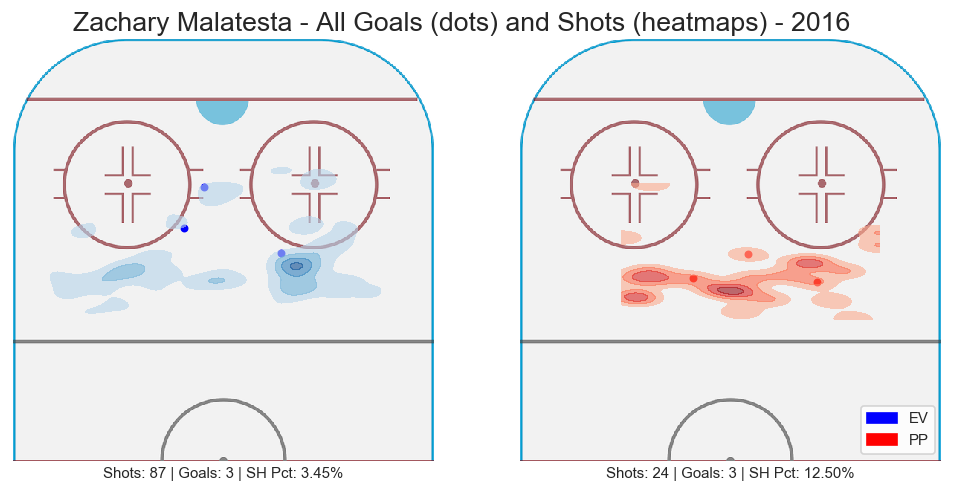 Zachary Malatesta - All Goals (dots) and Shots (heatmaps) - 2016
EV
PP
Shots: 87 | Goals: 3 | SH Pct: 3.45%
Shots: 24 | Goals: 3 | SH Pct: 12.50%